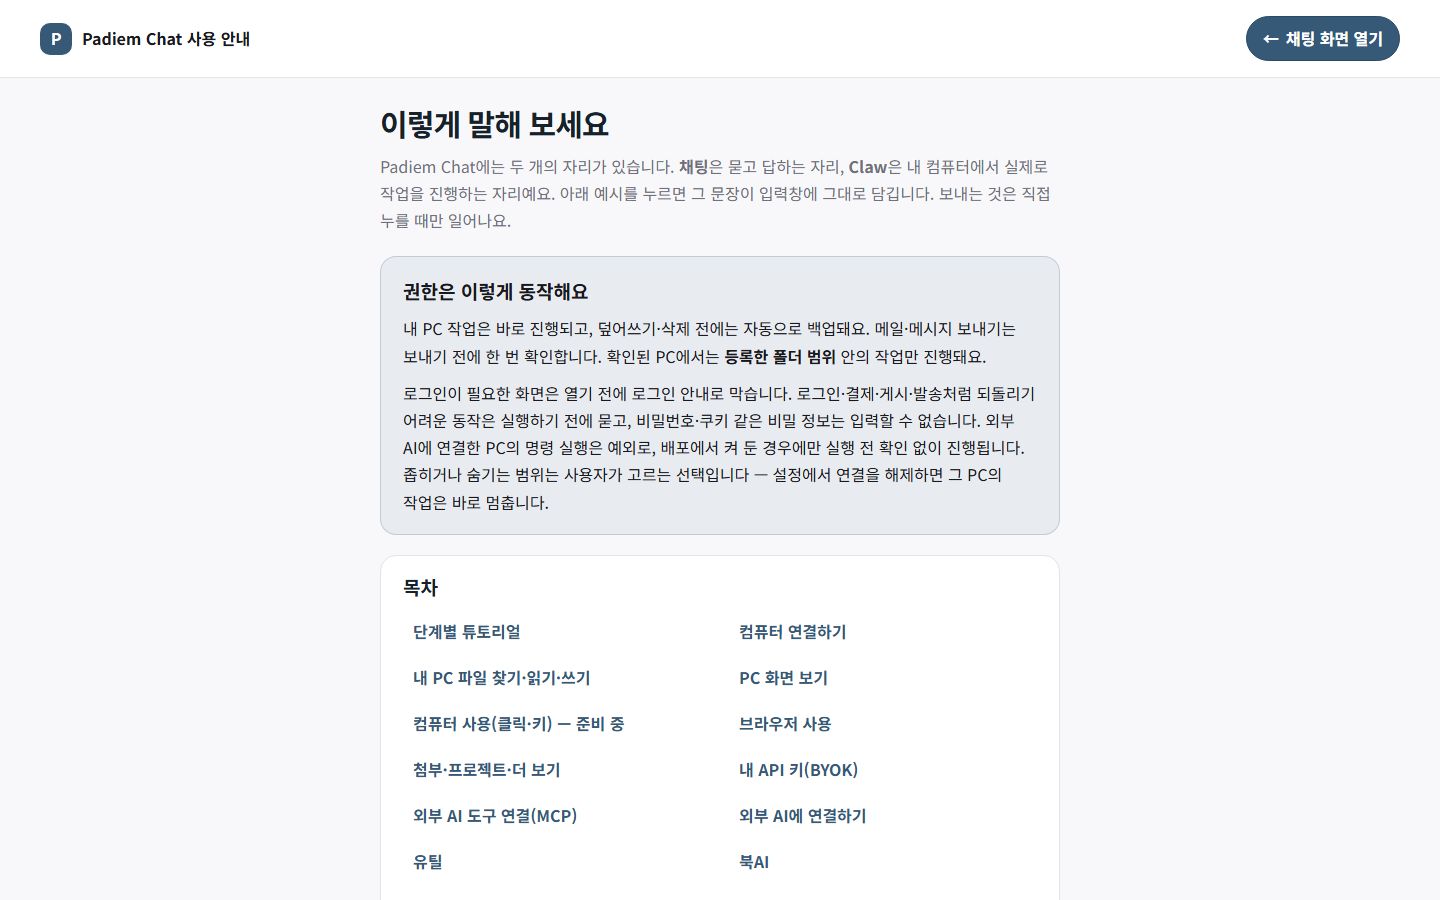 P
Padiem Chat 사용 안내
← 채팅 화면 열기
이렇게 말해 보세요
Padiem Chat에는 두 개의 자리가 있습니다. 채팅은 묻고 답하는 자리, Claw은 내 컴퓨터에서 실제로
작업을 진행하는 자리예요. 아래 예시를 누르면 그 문장이 입력창에 그대로 담깁니다. 보내는 것은 직접
누를 때만 일어나요.
권한은 이렇게 동작해요
내 PC 작업은 바로 진행되고, 덮어쓰기·삭제 전에는 자동으로 백업돼요. 메일·메시지 보내기는
보내기 전에 한 번 확인합니다. 확인된 PC에서는 등록한 폴더 범위 안의 작업만 진행돼요.
로그인이 필요한 화면은 열기 전에 로그인 안내로 막습니다. 로그인·결제·게시·발송처럼 되돌리기
어려운 동작은 실행하기 전에 묻고, 비밀번호·쿠키 같은 비밀 정보는 입력할 수 없습니다. 외부
AI에 연결한 PC의 명령 실행은 예외로, 배포에서 켜 둔 경우에만 실행 전 확인 없이 진행됩니다.
좁히거나 숨기는 범위는 사용자가 고르는 선택입니다 — 설정에서 연결을 해제하면 그 PC의
작업은 바로 멈춥니다.
목차
단계별 튜토리얼
컴퓨터 연결하기
내 PC 파일 찾기·읽기·쓰기
PC 화면 보기
컴퓨터 사용(클릭·키) — 준비 중
브라우저 사용
첨부·프로젝트·더 보기
내 API 키(BYOK)
외부 AI 도구 연결(MCP)
외부 AI에 연결하기
유틸
북AI